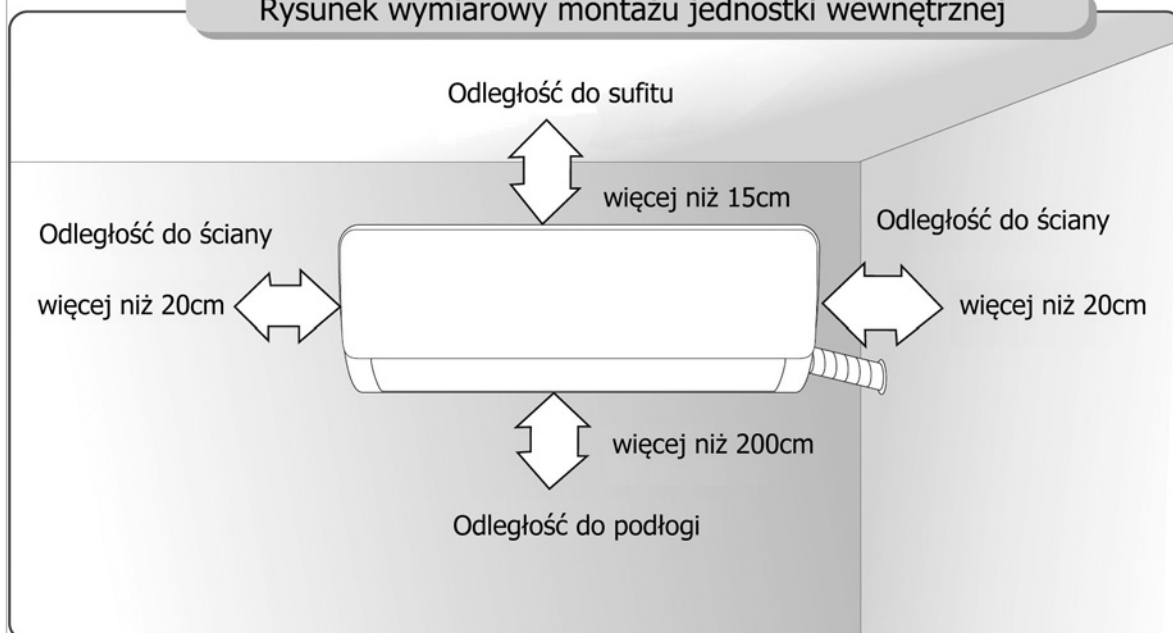 Rysunek wymiarowy montażu jednostki wewnętrznej
Odległość do sufitu
więcej niż 15cm
Odległość do ściany
więcej niż 20cm
Odległość do ściany
więcej niż 20cm
więcej niż 200cm
Odległość do podłogi